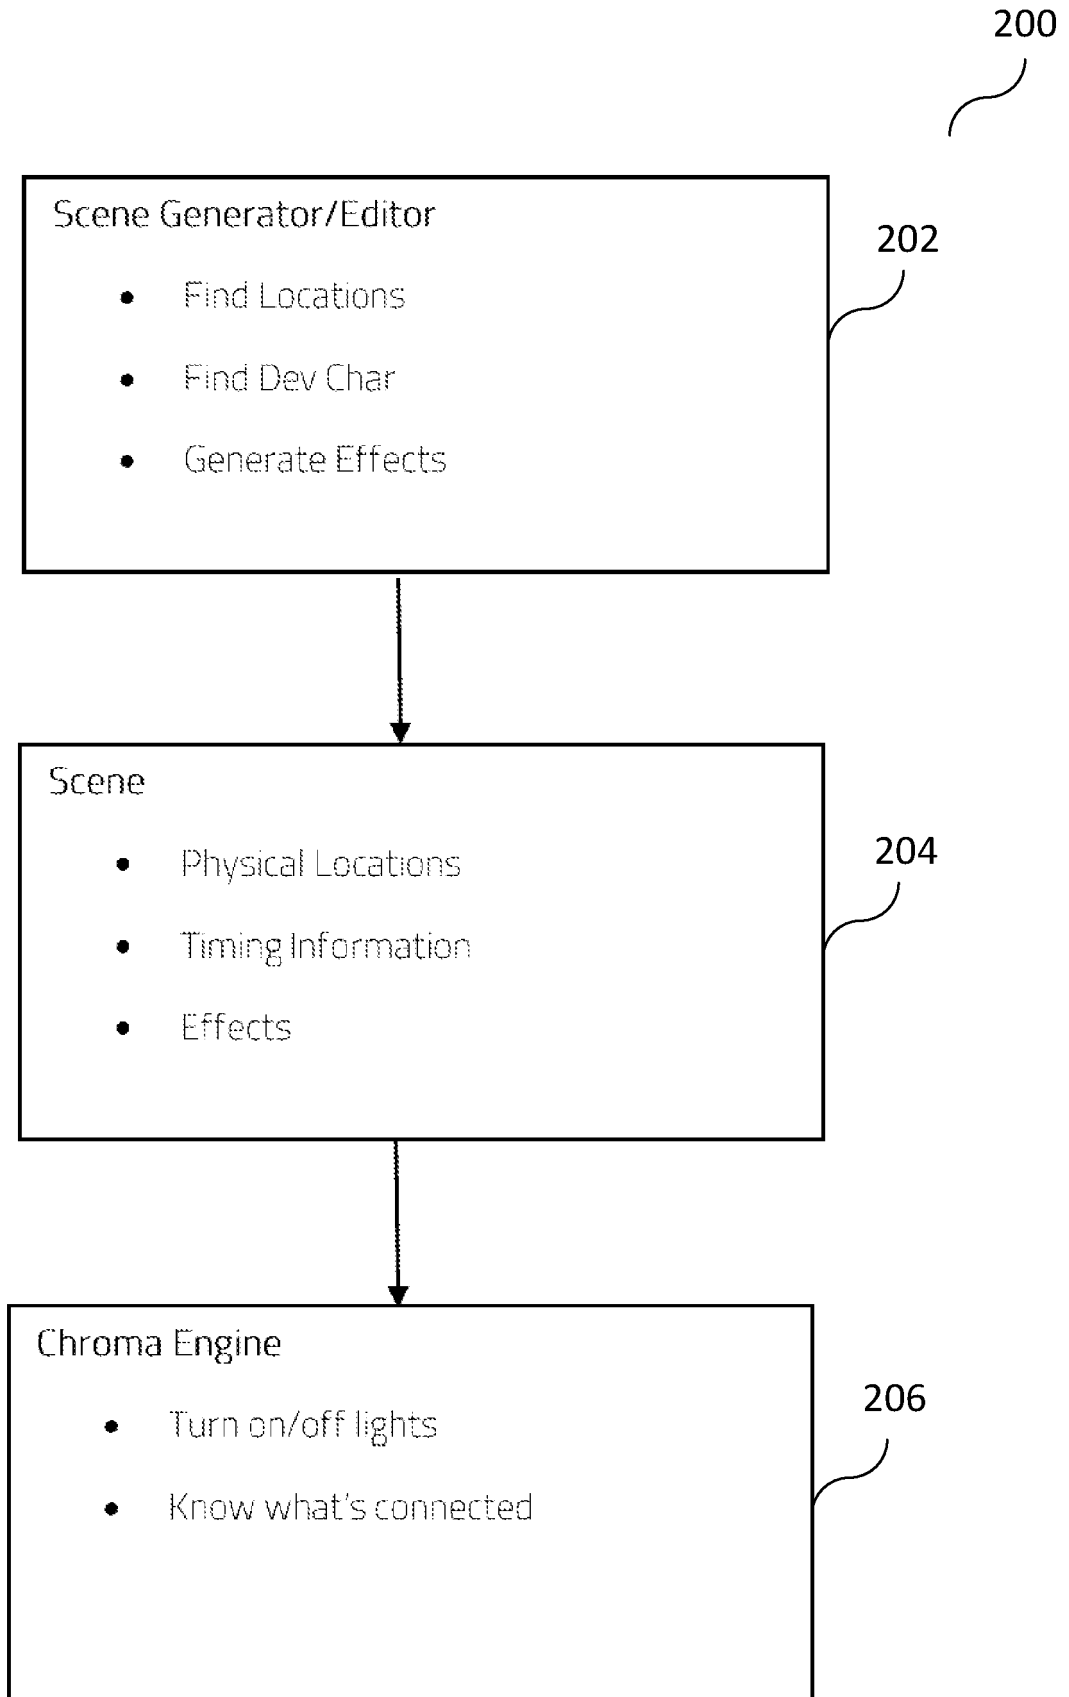 200
Scene Generator/Editor
202
• Find Locations
• Find Dev Char
• Generate Effects
Scene
204
• Physical Locations
• Timing Information
• Effects
Chroma Engine
206
• Turn on/off lights
• Know what's connected